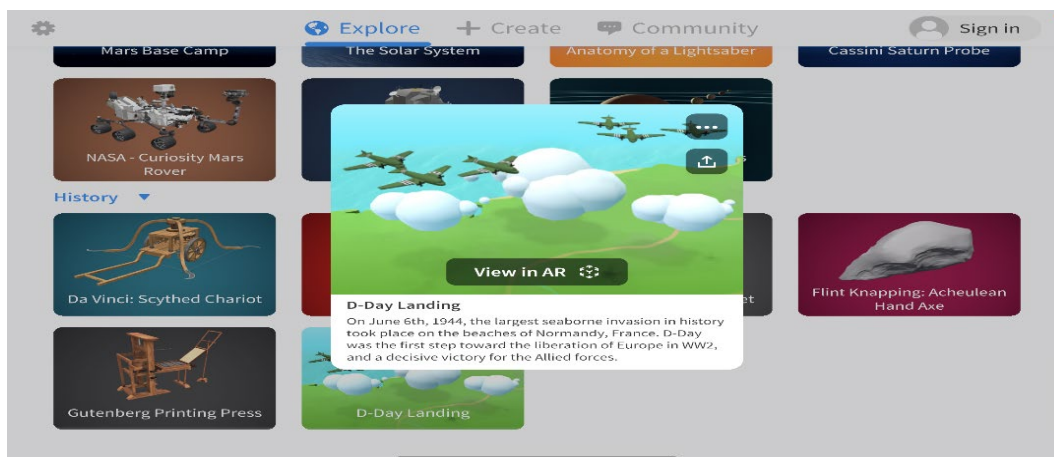 Explore
Create
Community
Sign in
Mars Base Camp
The Solar System
Anatomy of a Lightsaber
Cassini Saturn Probe
NASA - Curiosity Mars
Rover
History
View in AR
D-Day Landing
On June 6th, 1944, the largest seaborne invasion in history
took place on the beaches of Normandy, France. D-Day
was the first step toward the liberation of Europe in WW2,
and a decisive victory for the Allied forces.
Da Vinci: Scythed Chariot
Flint Knapping: Acheulean
Hand Axe
Gutenberg Printing Press
D-Day Landing